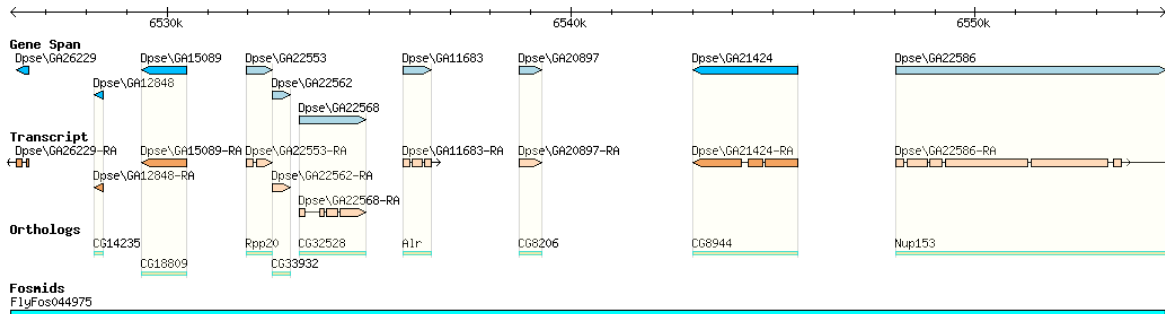 6530k 6540k 6550k
Gene Span
Dpse\GA26229 Dpse\GA15089 Dpse\GA22553 Dpse\GA11683 Dpse\GA20897 Dpse\GA21424 Dpse\GA22586
Dpse\GA12848 Dpse\GA22562
Dpse\GA22568
Transcript
Dpse\GA26229-RA Dpse\GA15089-RA Dpse\GA22553-RA Dpse\GA11683-RA Dpse\GA20897-RA Dpse\GA21424-RA Dpse\GA22586-RA
Dpse\GA12848-RA Dpse\GA22562-RA
Dpse\GA22568-RA
Orthologs
CG14235 Rpp20 CG32528 Alr CG8206 CG8944 Nup153
CG18809 CG33932
Fosmids
FlyFos044975